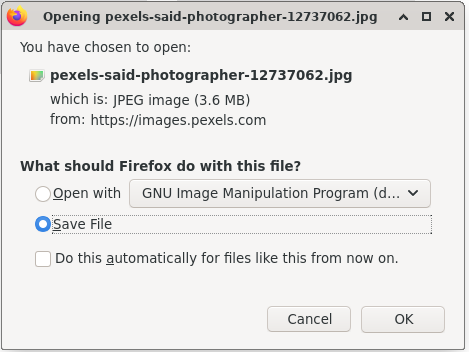 Opening pexels-said-photographer-12737062.jpg
You have chosen to open:
pexels-said-photographer-12737062.jpg
which is: JPEG image (3.6 MB)
from: https://images.pexels.com
What should Firefox do with this file?
Open with GNU Image Manipulation Program (d...
Save File
Do this automatically for files like this from now on.
Cancel OK